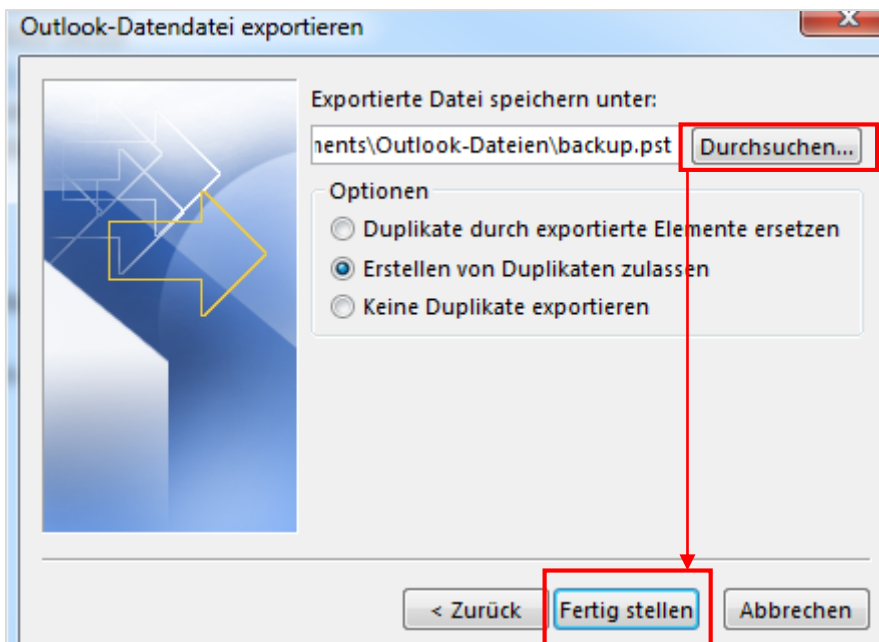 Outlook-Datendatei exportieren
x
Exportierte Datei speichern unter:
nents\Outlook-Dateien\backup.pst Durchsuchen...
Optionen
Duplikate durch exportierte Elemente ersetzen
Erstellen von Duplikaten zulassen
Keine Duplikate exportieren
< Zurück Fertig stellen Abbrechen